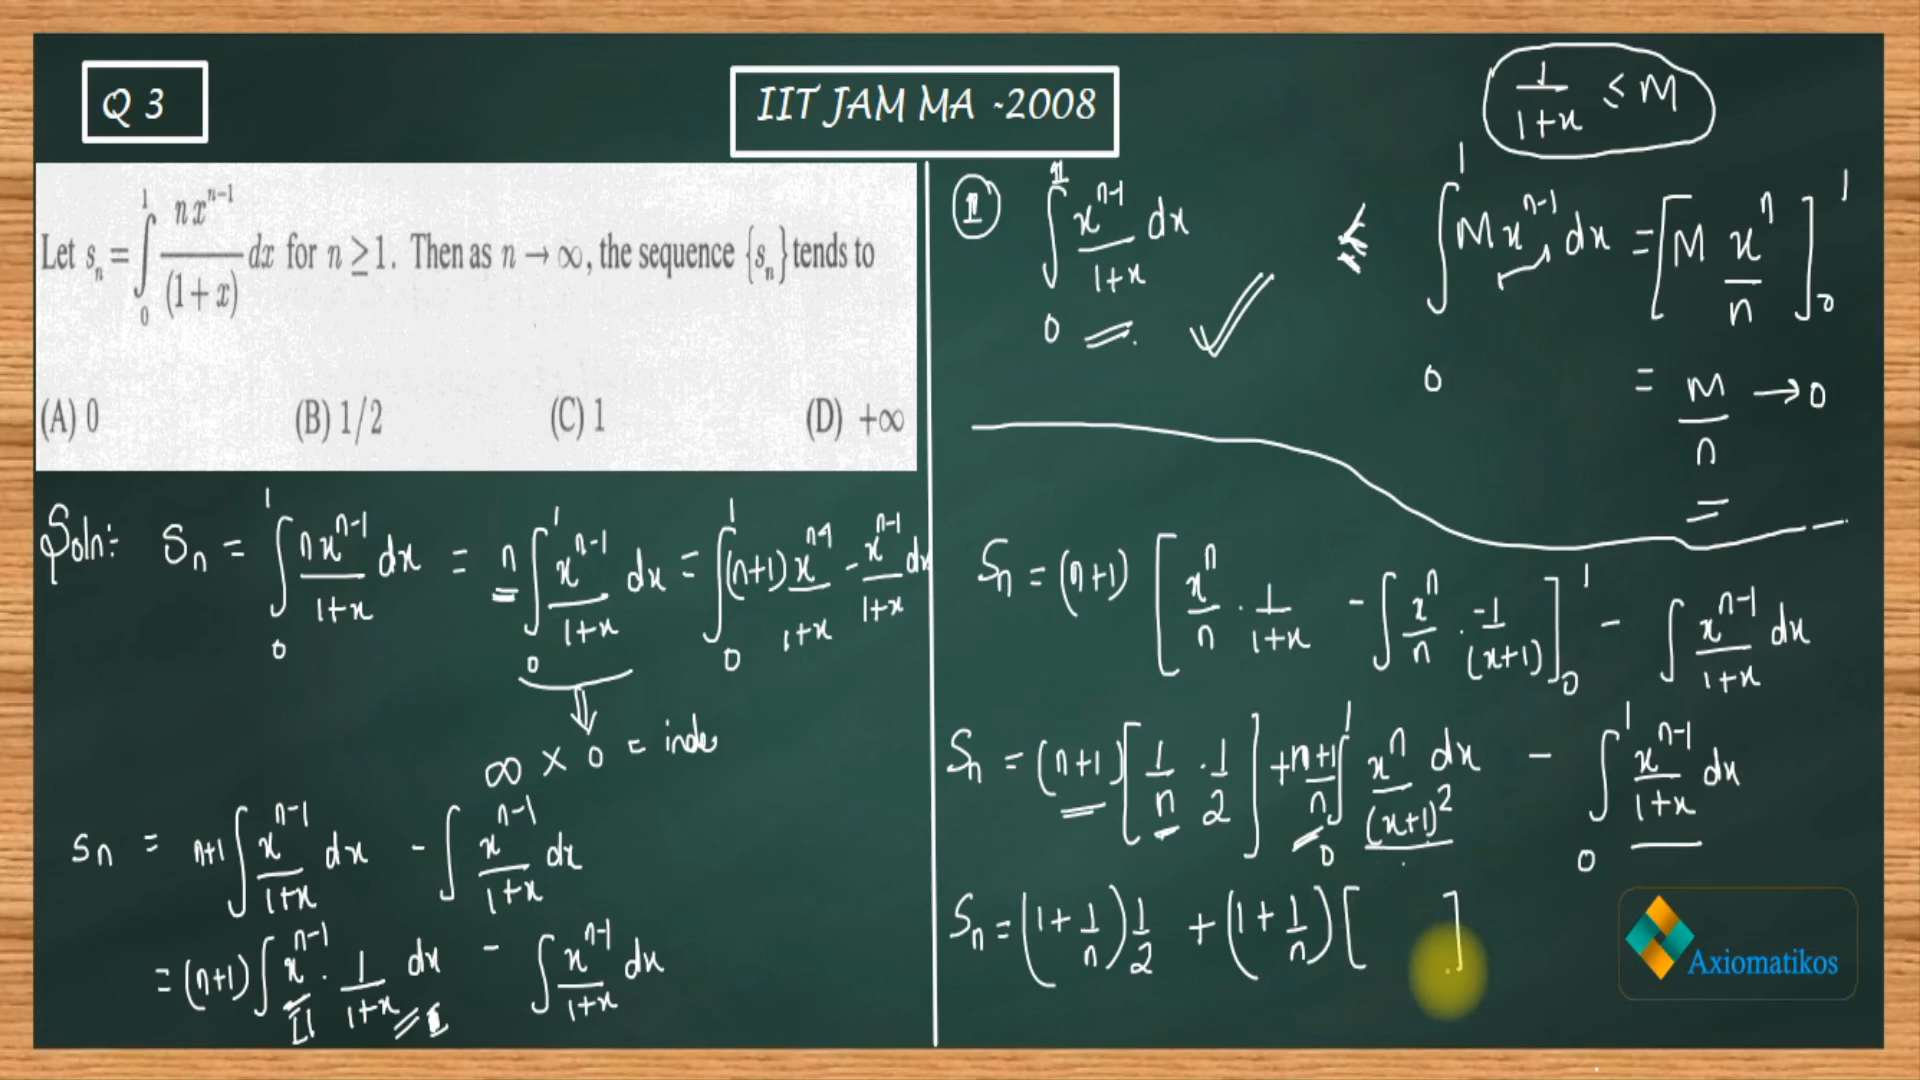 Q 3
IIT JAM MA -2008
Let s_n = ∫_0^1 nx^{n-1}/(1+x) dx for n ≥ 1. Then as n → ∞, the sequence {s_n} tends to
(A) 0 (B) 1/2 (C) 1 (D) +∞
Soln: S_n = ∫_0^1 nx^{n-1}/1+x dx = n ∫_0^1 x^{n-1}/1+x dx = ∫_0^1 (n+1)x^{n-1}/1+x - x^{n-1}/1+x dx
⇓
∞ × 0 = inde
S_n = n+1 ∫ x^{n-1}/1+x dx - ∫ x^{n-1}/1+x dx
= (n+1) ∫ x^{n-1} · 1/1+x dx - ∫ x^{n-1}/1+x dx
II I
1/1+x ≤ M
I ∫_0^1 x^{n-1}/1+x dx ≤ ∫_0^1 Mx^{n-1} dx = [M x^n/n]_0^1
= M/n → 0
S_n = (n+1) [x^n/n · 1/1+x - ∫ x^n/n · -1/(x+1)]_0^1 - ∫ x^{n-1}/1+x dx
S_n = (n+1) [1/n · 1/2] + n+1/n ∫_0^1 x^n/(x+1)^2 dx - ∫_0^1 x^{n-1}/1+x dx
S_n = (1+1/n) 1/2 + (1+1/n) [ ]
Axiomatikos